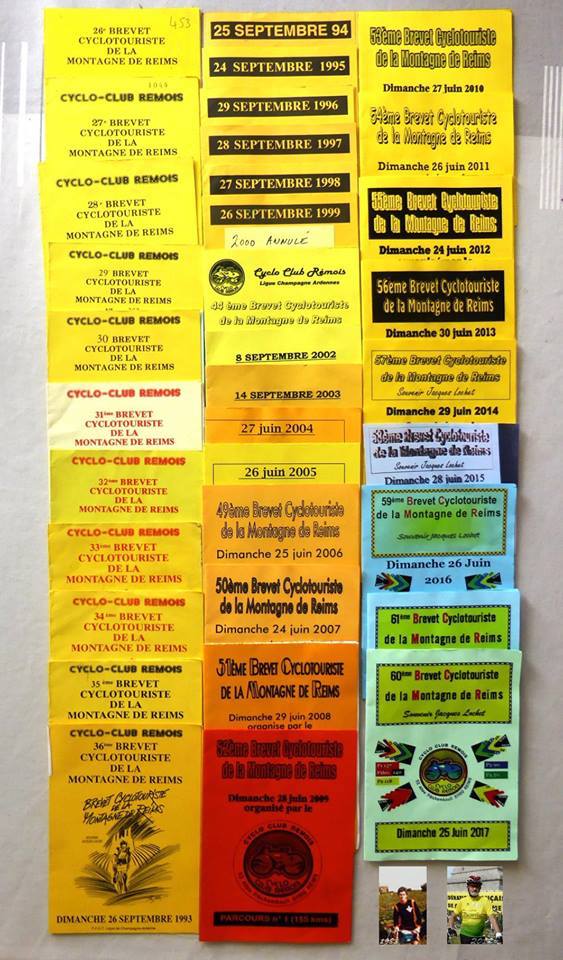 453
26e BREVET
CYCLOTOURISTE
DE LA
MONTAGNE DE REIMS
CYCLO-CLUB REMOIS
27e BREVET
CYCLOTOURISTE
DE LA
MONTAGNE DE REIMS
CYCLO-CLUB REMOIS
28e BREVET
CYCLOTOURISTE
DE LA
MONTAGNE DE REIMS
CYCLO-CLUB REMOIS
29 BREVET
CYCLOTOURISTE
DE LA
MONTAGNE DE REIMS
CYCLO-CLUB REMOIS
30 BREVET
CYCLOTOURISTE
DE LA
MONTAGNE DE REIMS
CYCLO-CLUB REMOIS
31ème BREVET
CYCLOTOURISTE
DE LA
MONTAGNE DE REIMS
CYCLO-CLUB REMOIS
32ème BREVET
CYCLOTOURISTE
DE LA
MONTAGNE DE REIMS
CYCLO-CLUB REMOIS
33ème BREVET
CYCLOTOURISTE
DE LA
MONTAGNE DE REIMS
CYCLO-CLUB REMOIS
34ème BREVET
CYCLOTOURISTE
DE LA
MONTAGNE DE REIMS
CYCLO-CLUB REMOIS
35ème BREVET
CYCLOTOURISTE
DE LA
MONTAGNE DE REIMS
CYCLO-CLUB REMOIS
36ème BREVET
CYCLOTOURISTE
DE LA
MONTAGNE DE REIMS
BREVET CYCLOTOURISTE
DE LA
MONTAGNE DE REIMS
DIMANCHE 26 SEPTEMBRE 1993
25 SEPTEMBRE 94
24 SEPTEMBRE 1995
29 SEPTEMBRE 1996
28 SEPTEMBRE 1997
27 SEPTEMBRE 1998
26 SEPTEMBRE 1999
2000 ANNULÉ
Cyclo Club Rémois
Ligue Champagne Ardennes
44 ème Brevet Cyclotouriste
de la Montagne de Reims
8 SEPTEMBRE 2002
14 SEPTEMBRE 2003
27 juin 2004
26 juin 2005
49ème Brevet Cyclotouriste
de la Montagne de Reims
Dimanche 25 juin 2006
50ème Brevet Cyclotouriste
de la Montagne de Reims
Dimanche 24 juin 2007
51ème Brevet Cyclotouriste
de la Montagne de Reims
Dimanche 29 juin 2008
organisé par le
52ème Brevet Cyclotouriste
de la Montagne de Reims
Dimanche 28 juin 2009
organisé par le
CYCLO CLUB REMOIS
PARCOURS n° 1 (155 kms)
53ème Brevet Cyclotouriste
de la Montagne de Reims
Dimanche 27 juin 2010
54ème Brevet Cyclotouriste
de la Montagne de Reims
Dimanche 26 juin 2011
55ème Brevet Cyclotouriste
de la Montagne de Reims
Dimanche 24 juin 2012
56ème Brevet Cyclotouriste
de la Montagne de Reims
Dimanche 30 juin 2013
57ème Brevet Cyclotouriste
de la Montagne de Reims
Souvenir Jacques Lochet
Dimanche 29 juin 2014
58ème Brevet Cyclotouriste
de la Montagne de Reims
Souvenir Jacques Lochet
Dimanche 28 juin 2015
59ème Brevet Cyclotouriste
de la Montagne de Reims
Souvenir Jacques Lochet
Dimanche 26 Juin
2016
61ème Brevet Cyclotouriste
de la Montagne de Reims
60ème Brevet Cyclotouriste
de la Montagne de Reims
Souvenir Jacques Lochet
CYCLO CLUB REMOIS
Dimanche 25 Juin 2017